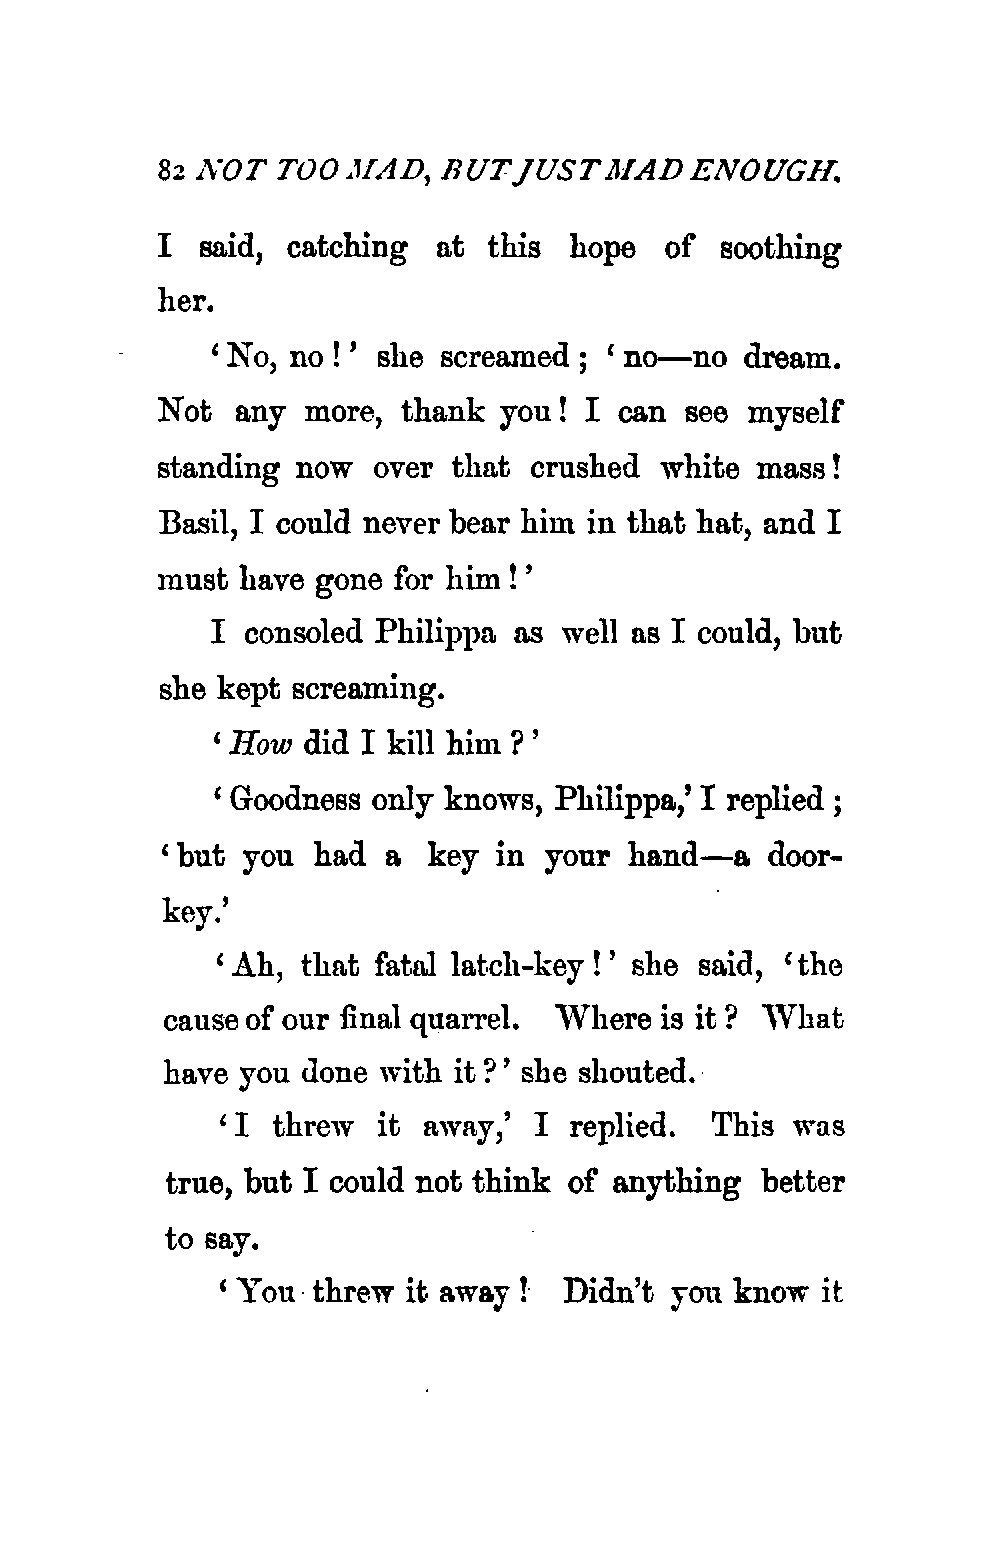 82 NOT TOO MAD, BUT JUST MAD ENOUGH.
I said, catching at this hope of soothing
her.
‘No, no!’ she screamed; ‘no—no dream.
Not any more, thank you! I can see myself
standing now over that crushed white mass!
Basil, I could never bear him in that hat, and I
must have gone for him!’
I consoled Philippa as well as I could, but
she kept screaming.
‘How did I kill him?’
‘Goodness only knows, Philippa,’ I replied;
‘but you had a key in your hand—a door-
key.’
‘Ah, that fatal latch-key!’ she said, ‘the
cause of our final quarrel. Where is it? What
have you done with it?’ she shouted.
‘I threw it away,’ I replied. This was
true, but I could not think of anything better
to say.
‘You threw it away! Didn’t you know it